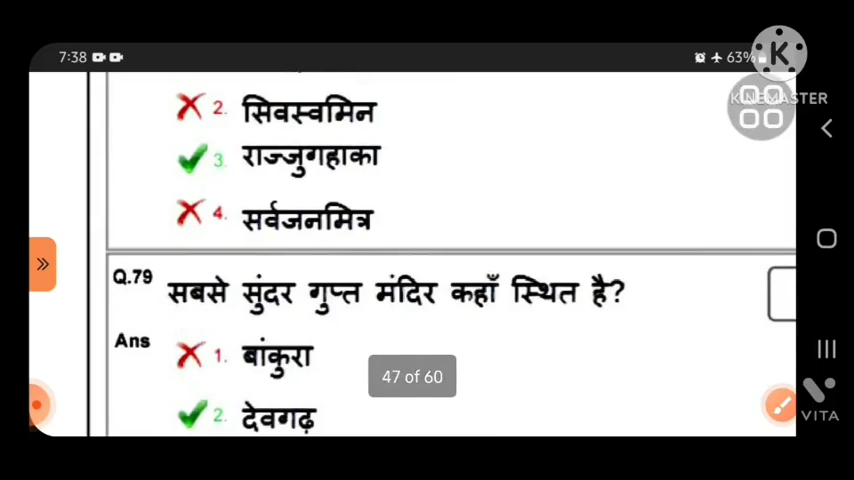 7:38
63%
K
KINEMASTER
2. सिवस्वमिन
3. राज्जुगहाका
4. सर्वजनमित्र
Q.79 सबसे सुंदर गुप्त मंदिर कहाँ स्थित है?
Ans
1. बांकुरा
47 of 60
2. देवगढ़
VITA